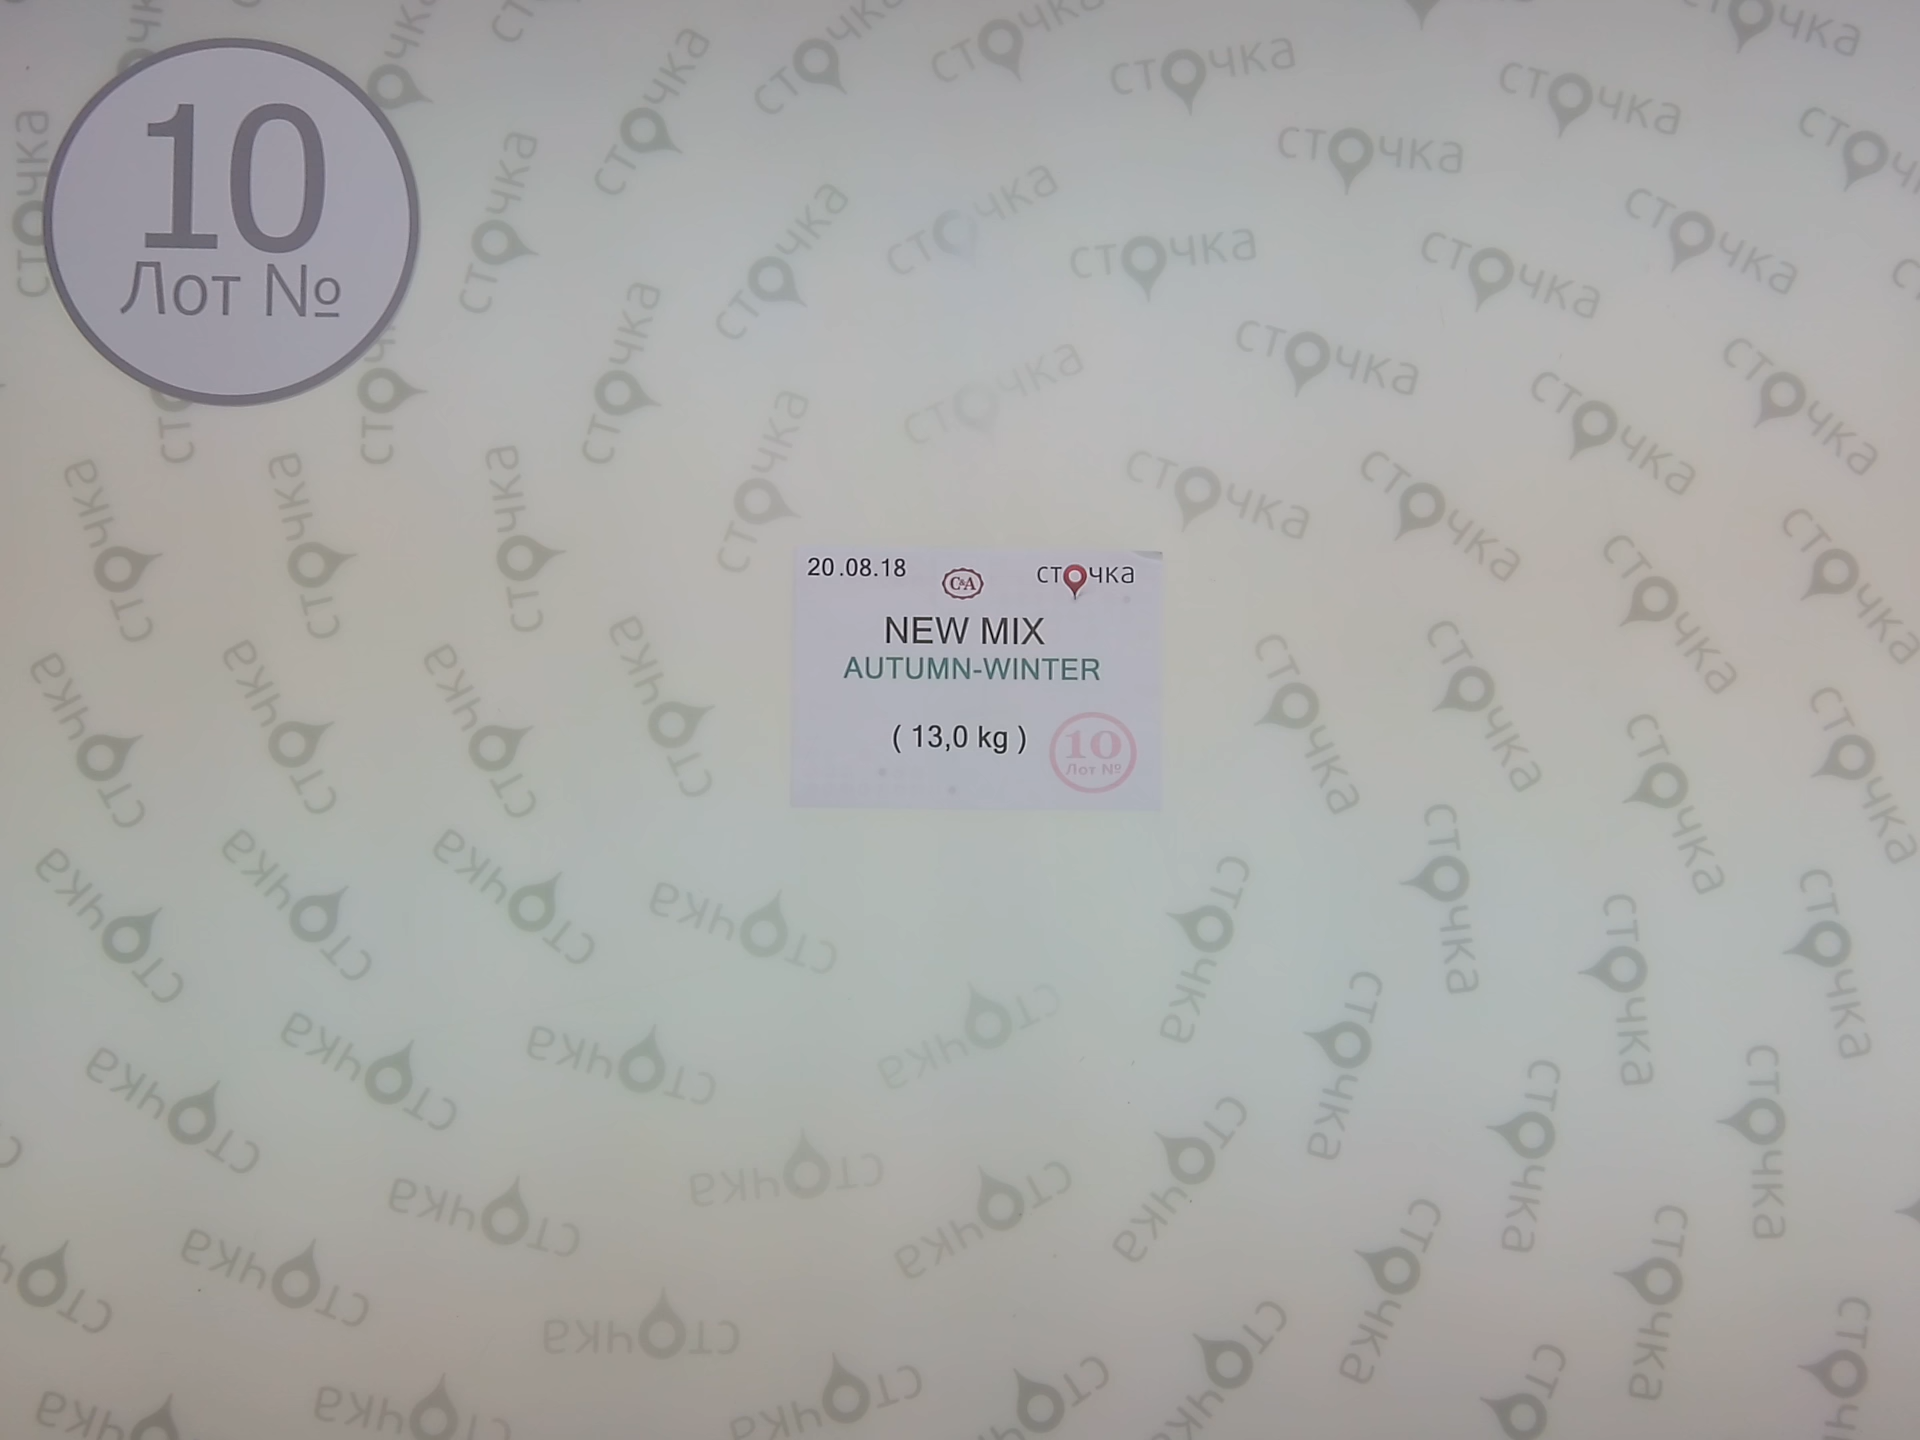 10
Лот №
20.08.18
C&A
сточка
NEW MIX
AUTUMN-WINTER
( 13,0 kg )
10
Лот №